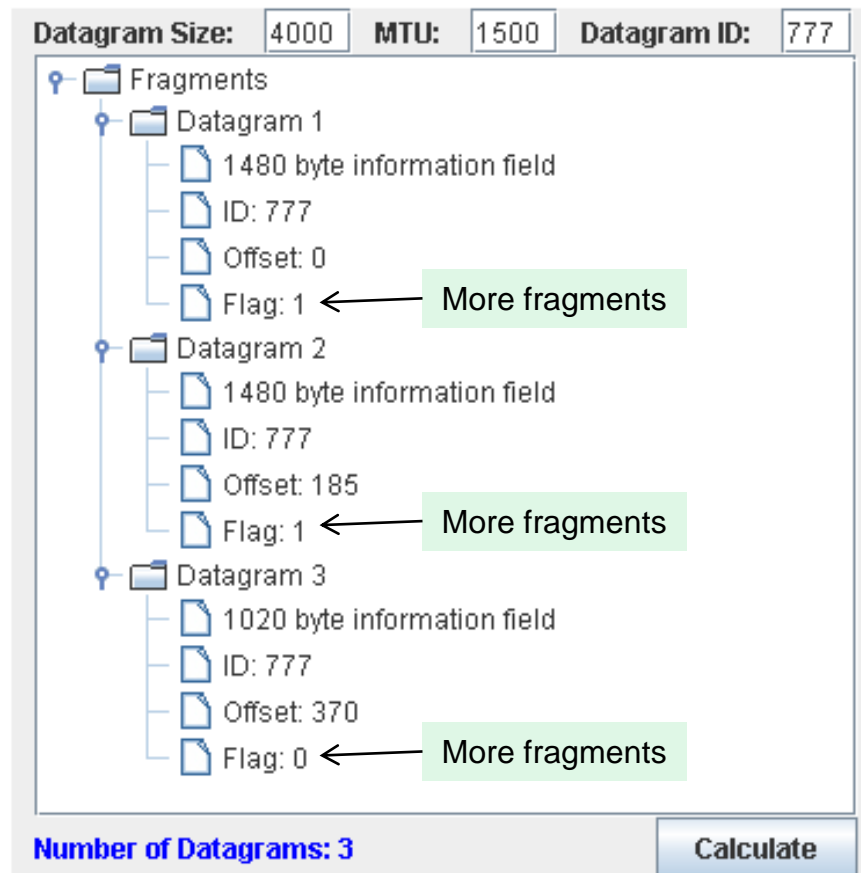 Datagram Size: 4000 MTU: 1500 Datagram ID: 777
Fragments
Datagram 1
1480 byte information field
ID: 777
Offset: 0
Flag: 1 More fragments
Datagram 2
1480 byte information field
ID: 777
Offset: 185
Flag: 1 More fragments
Datagram 3
1020 byte information field
ID: 777
Offset: 370
Flag: 0 More fragments
Number of Datagrams: 3 Calculate